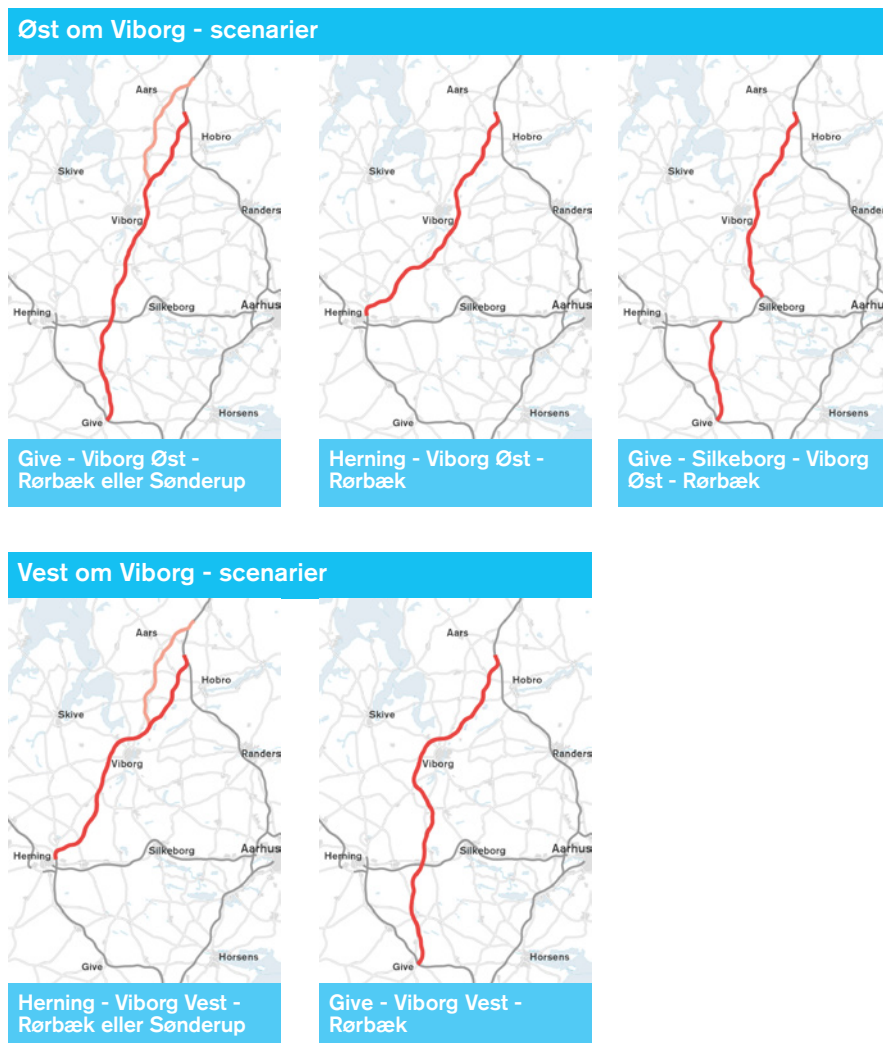 Øst om Viborg - scenarier
Aars
Hobro
Skive
Viborg
Randers
Herning
Silkeborg
Aarhus
Give
Horsens
Give - Viborg Øst -
Rørbæk eller Sønderup
Aars
Hobro
Skive
Viborg
Randers
Herning
Silkeborg
Aarhus
Give
Horsens
Herning - Viborg Øst -
Rørbæk
Aars
Hobro
Skive
Viborg
Rander
Herning
Silkeborg
Aarhus
Give
Horsens
Give - Silkeborg - Viborg
Øst - Rørbæk
Vest om Viborg - scenarier
Aars
Hobro
Skive
Viborg
Randers
Herning
Silkeborg
Aarhus
Give
Horsens
Herning - Viborg Vest -
Rørbæk eller Sønderup
Aars
Hobro
Skive
Viborg
Randers
Herning
Silkeborg
Aarhus
Give
Horsens
Give - Viborg Vest -
Rørbæk